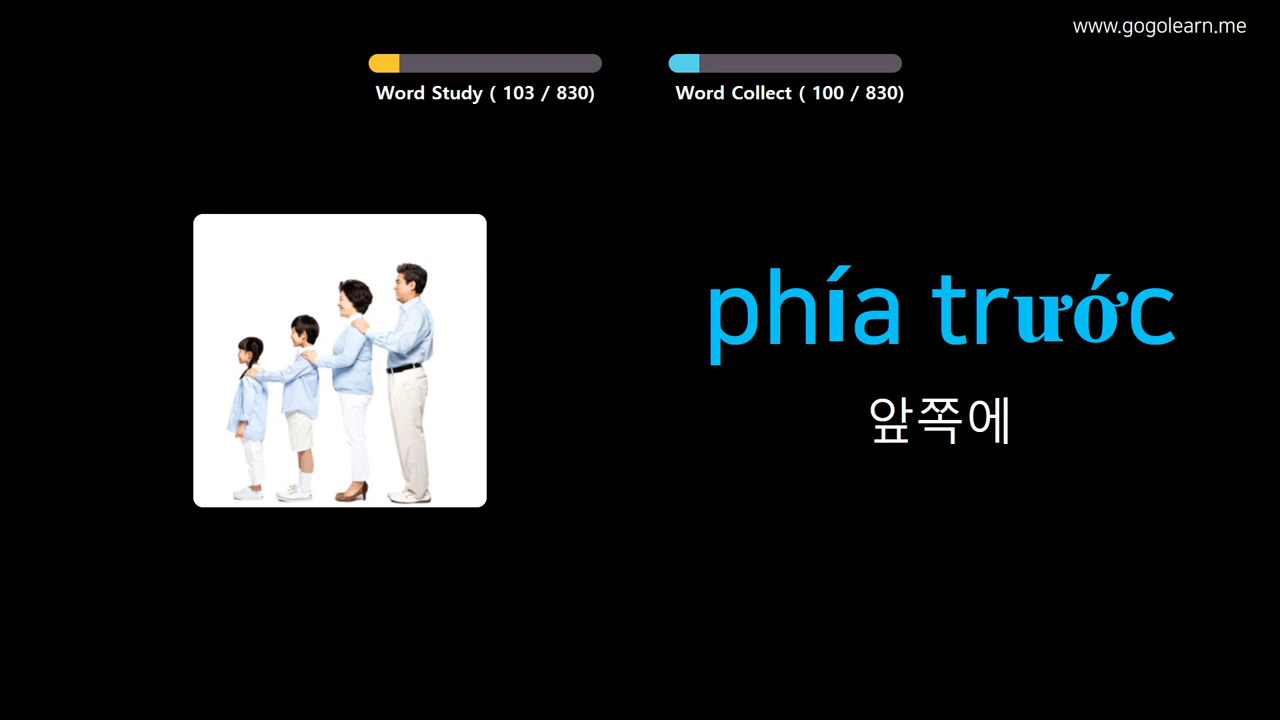 www.gogolearn.me
Word Study ( 103 / 830)
Word Collect ( 100 / 830)
phía trước
앞쪽에